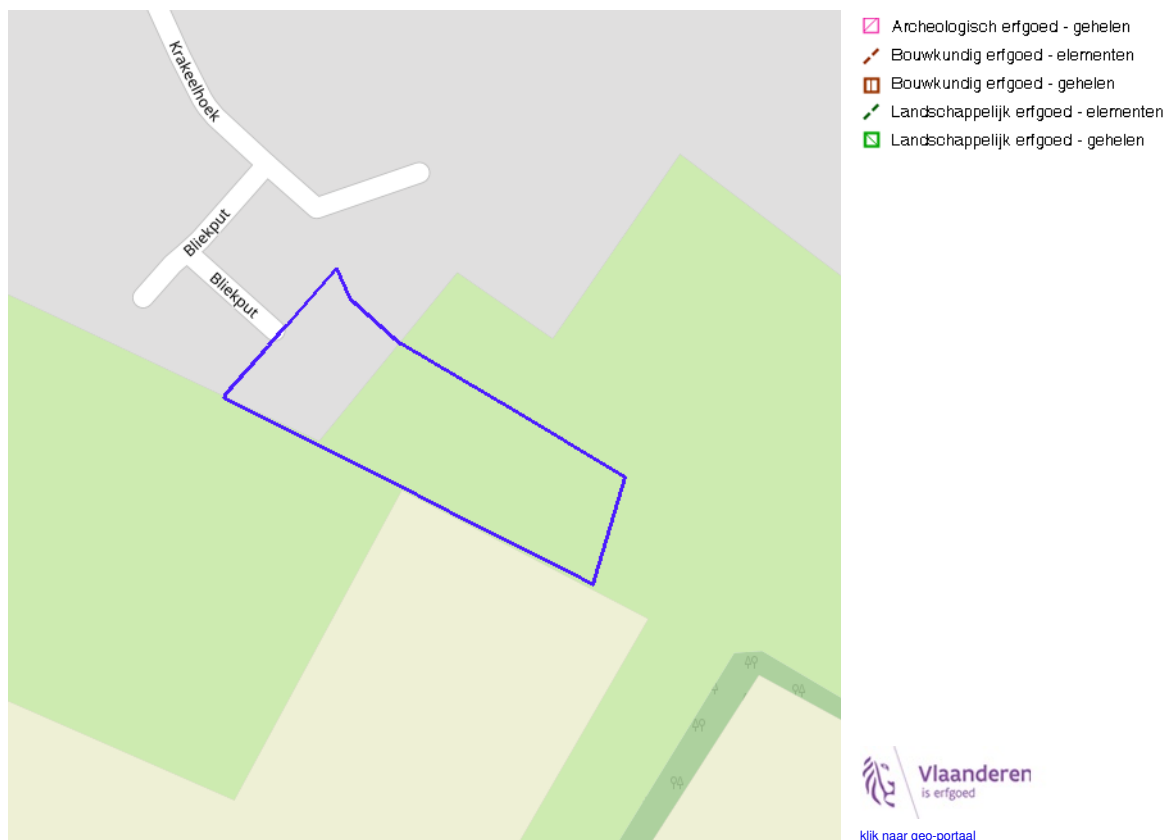 Krakeelhoek
Bliekput
Bliekput
Archeologisch erfgoed - gehelen
Bouwkundig erfgoed - elementen
Bouwkundig erfgoed - gehelen
Landschappelijk erfgoed - elementen
Landschappelijk erfgoed - gehelen
Vlaanderen
is erfgoed
klik naar geo-portaal